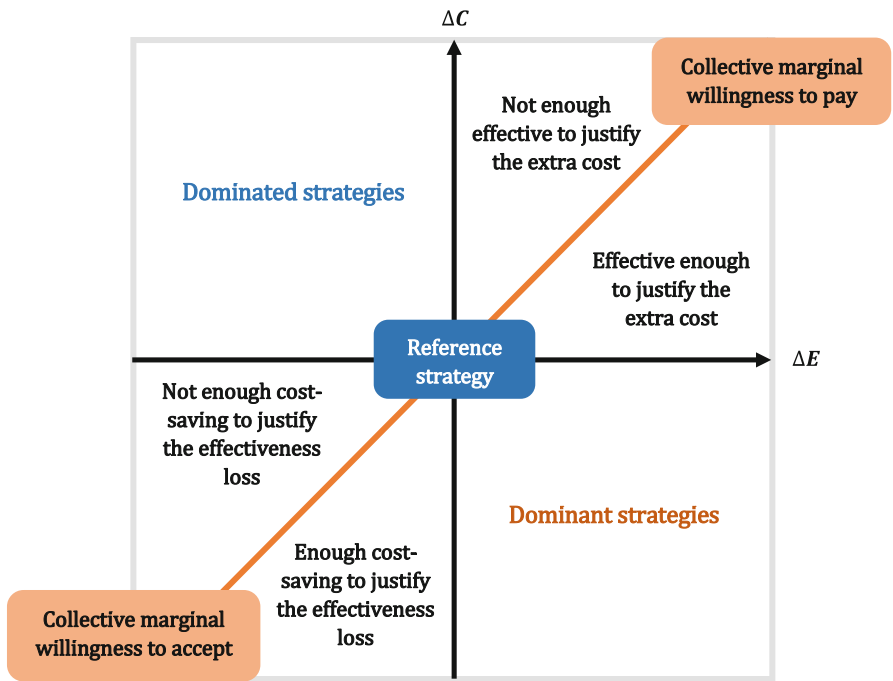 ΔC
Collective marginal
willingness to pay
Not enough
effective to justify
the extra cost
Dominated strategies
Effective enough
to justify the
extra cost
Reference
strategy
ΔE
Not enough cost-
saving to justify
the effectiveness
loss
Dominant strategies
Enough cost-
saving to justify
the effectiveness
loss
Collective marginal
willingness to accept